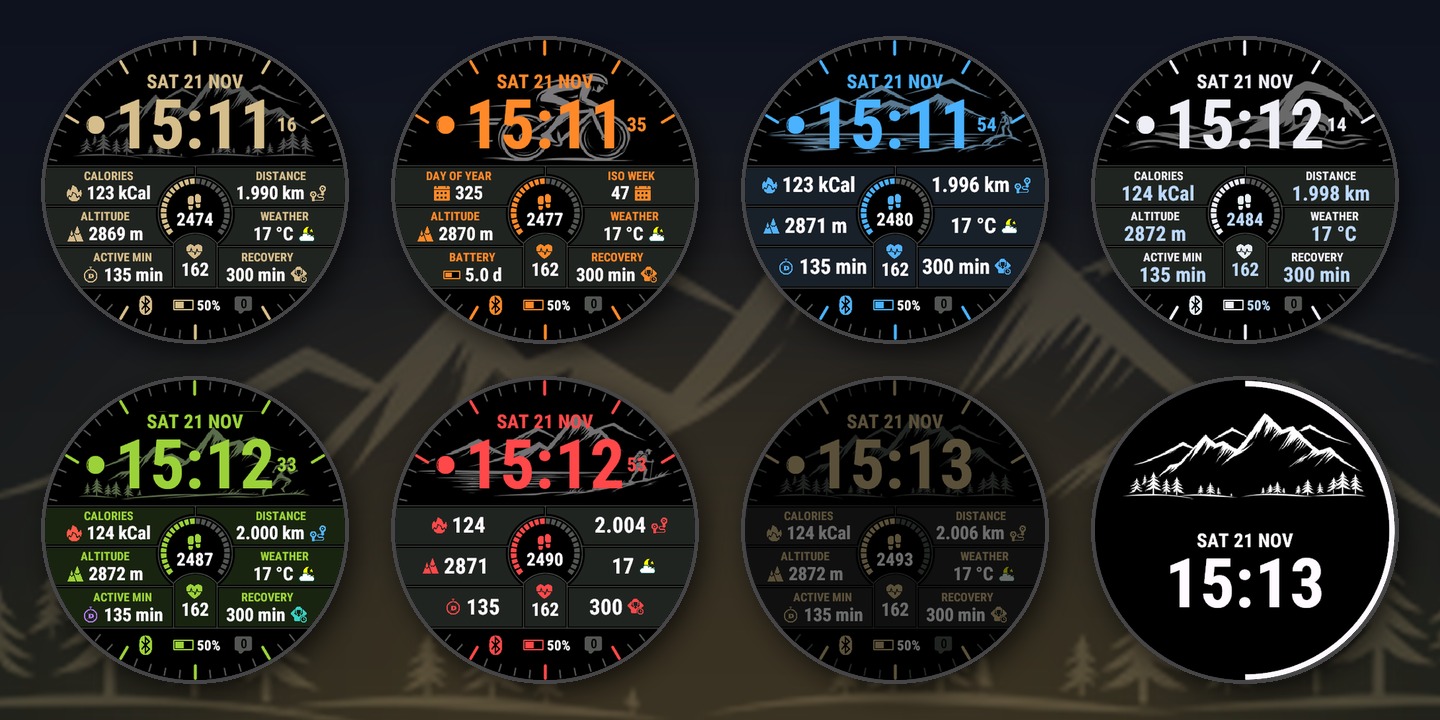 SAT 21 NOV
15:11 16
CALORIES DISTANCE
123 kCal 1.990 km
2474
ALTITUDE WEATHER
2869 m 17 °C
ACTIVE MIN RECOVERY
135 min 162 300 min
50% 0
SAT 21 NOV
15:11 35
DAY OF YEAR ISO WEEK
325 47
2477
ALTITUDE WEATHER
2870 m 17 °C
BATTERY RECOVERY
5.0 d 162 300 min
50% 0
SAT 21 NOV
15:11 54
123 kCal 1.996 km
2871 m 2480 17 °C
135 min 162 300 min
50% 0
SAT 21 NOV
15:12 14
CALORIES DISTANCE
124 kCal 1.998 km
2484
ALTITUDE WEATHER
2872 m 17 °C
ACTIVE MIN RECOVERY
135 min 162 300 min
50% 0
SAT 21 NOV
15:12 33
CALORIES DISTANCE
124 kCal 2.000 km
2487
ALTITUDE WEATHER
2872 m 17 °C
ACTIVE MIN RECOVERY
135 min 162 300 min
50% 0
SAT 21 NOV
15:12 53
124 2.004
2871 2490 17
135 162 300
50% 0
SAT 21 NOV
15:13
CALORIES DISTANCE
124 kCal 2.006 km
2493
ALTITUDE WEATHER
2872 m 17 °C
ACTIVE MIN RECOVERY
135 min 162 300 min
50% 0
SAT 21 NOV
15:13